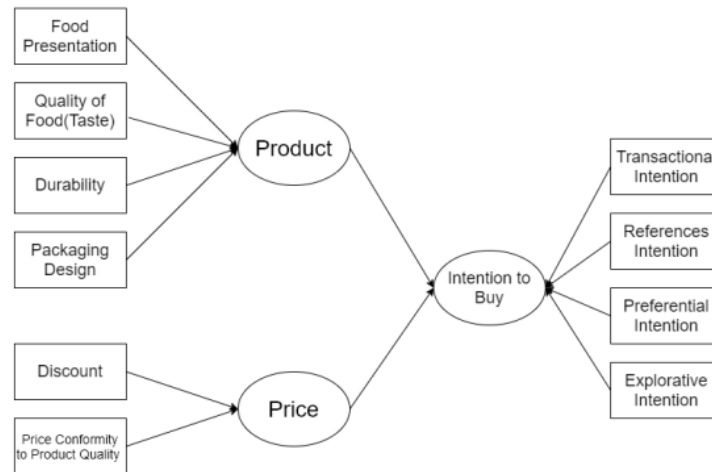 Food
Presentation
Quality of
Food(Taste)
Durability
Packaging
Design
Product
Discount
Price Conformity
to Product Quality
Price
Intention to
Buy
Transactiona
Intention
References
Intention
Preferential
Intention
Explorative
Intention